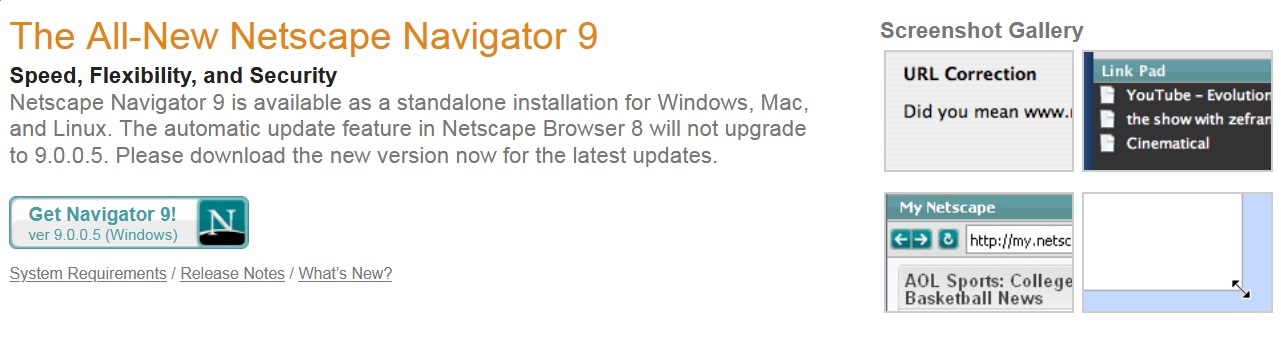 The All-New Netscape Navigator 9
Speed, Flexibility, and Security
Netscape Navigator 9 is available as a standalone installation for Windows, Mac,
and Linux. The automatic update feature in Netscape Browser 8 will not upgrade
to 9.0.0.5. Please download the new version now for the latest updates.
Get Navigator 9!
ver 9.0.0.5 (Windows)
N
System Requirements / Release Notes / What's New?
Screenshot Gallery
URL Correction
Did you mean www.
Link Pad
YouTube – Evolution
the show with zefran
Cinematical
My Netscape
http://my.netsc
AOL Sports: College
Basketball News